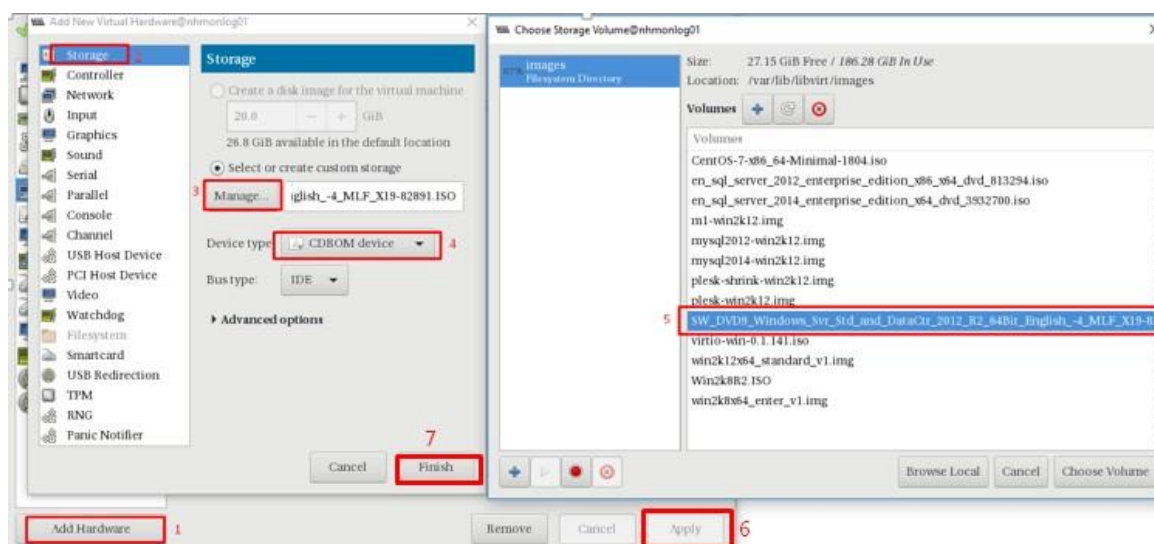 Add New Virtual Hardware@nhmonlog01
Storage 2
Controller
Network
Input
Graphics
Sound
Serial
Parallel
Console
Channel
USB Host Device
PCI Host Device
Video
Watchdog
Filesystem
Smartcard
USB Redirection
TPM
RNG
Panic Notifier
Storage
Create a disk image for the virtual machine
20.0 − + GiB
26.8 GiB available in the default location
Select or create custom storage
3 Manage... ıglish_-4_MLF_X19-82891.ISO
Device type: CDROM device 4
Bus type: IDE
Advanced options
7
Cancel Finish
Add Hardware 1
Remove Cancel Apply 6
Choose Storage Volume@nhmonlog01
images
Filesystem Directory
Size: 27.15 GiB Free / 186.28 GiB In Use
Location: /var/lib/libvirt/images
Volumes
Volumes
CentOS-7-x86_64-Minimal-1804.iso
en_sql_server_2012_enterprise_edition_x86_x64_dvd_813294.iso
en_sql_server_2014_enterprise_edition_x64_dvd_3932700.iso
m1-win2k12.img
mysql2012-win2k12.img
mysql2014-win2k12.img
plesk-shrink-win2k12.img
plesk-win2k12.img
5 SW_DVD9_Windows_Svr_Std_and_DataCtr_2012_R2_64Bit_English_-4_MLF_X19-8
virtio-win-0.1.141.iso
win2k12x64_standard_v1.img
Win2k8R2.ISO
win2k8x64_enter_v1.img
Browse Local Cancel Choose Volume